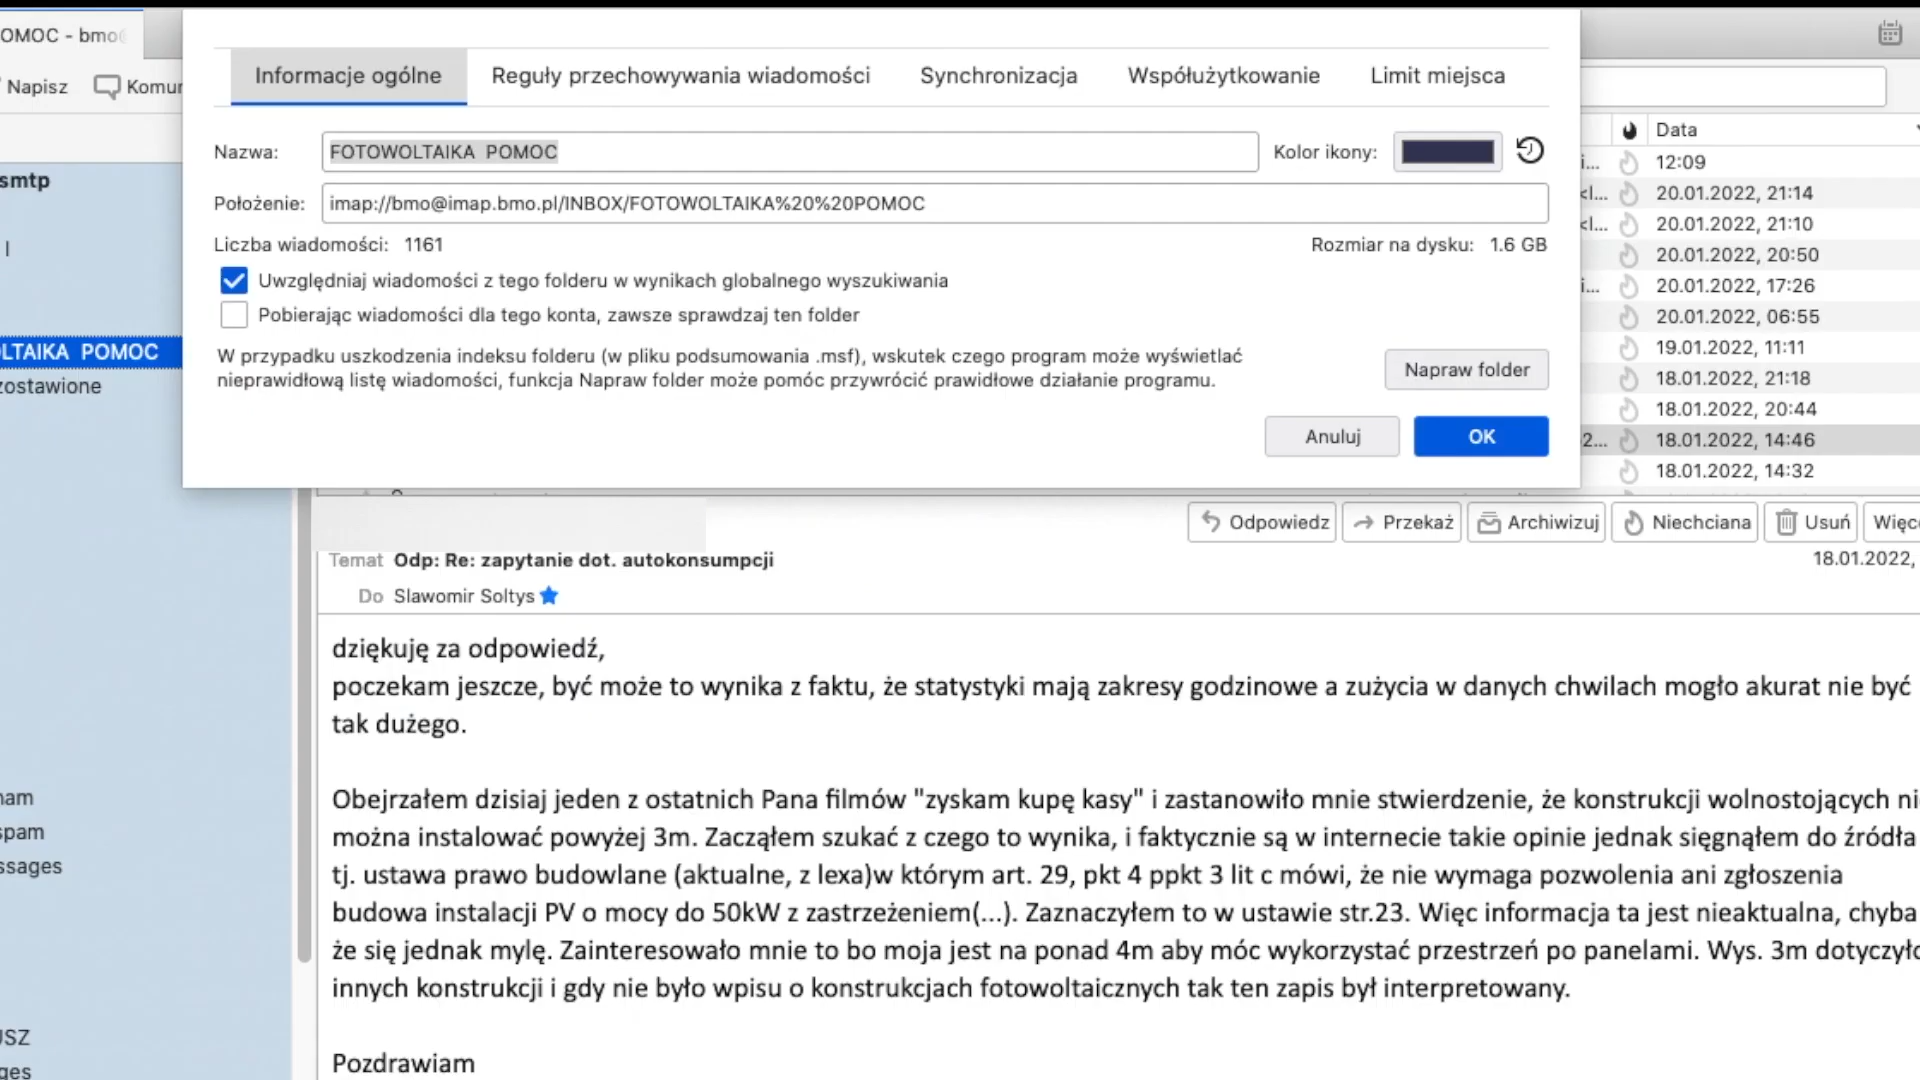 OMOC - bmo
Napisz Komur
Informacje ogólne Reguły przechowywania wiadomości Synchronizacja Współużytkowanie Limit miejsca
Nazwa: FOTOWOLTAIKA  POMOC Kolor ikony:
Położenie: imap://bmo@imap.bmo.pl/INBOX/FOTOWOLTAIKA%20%20POMOC
Liczba wiadomości: 1161 Rozmiar na dysku: 1.6 GB
Uwzględniaj wiadomości z tego folderu w wynikach globalnego wyszukiwania
Pobierając wiadomości dla tego konta, zawsze sprawdzaj ten folder
W przypadku uszkodzenia indeksu folderu (w pliku podsumowania .msf), wskutek czego program może wyświetlać
nieprawidłową listę wiadomości, funkcja Napraw folder może pomóc przywrócić prawidłowe działanie programu.
Napraw folder
Anuluj OK
smtp
LTAIKA  POMOC
zostawione
spam
ssages
USZ
ges
Data
i... 12:09
<l... 20.01.2022, 21:14
<l... 20.01.2022, 21:10
20.01.2022, 20:50
i... 20.01.2022, 17:26
20.01.2022, 06:55
19.01.2022, 11:11
18.01.2022, 21:18
18.01.2022, 20:44
2... 18.01.2022, 14:46
18.01.2022, 14:32
Odpowiedz Przekaż Archiwizuj Niechciana Usuń Więc
Temat Odp: Re: zapytanie dot. autokonsumpcji 18.01.2022,
Do Slawomir Soltys
dziękuję za odpowiedź,
poczekam jeszcze, być może to wynika z faktu, że statystyki mają zakresy godzinowe a zużycia w danych chwilach mogło akurat nie być
tak dużego.
Obejrzałem dzisiaj jeden z ostatnich Pana filmów "zyskam kupę kasy" i zastanowiło mnie stwierdzenie, że konstrukcji wolnostojących ni
można instalować powyżej 3m. Zacząłem szukać z czego to wynika, i faktycznie są w internecie takie opinie jednak sięgnąłem do źródła
tj. ustawa prawo budowlane (aktualne, z lexa)w którym art. 29, pkt 4 ppkt 3 lit c mówi, że nie wymaga pozwolenia ani zgłoszenia
budowa instalacji PV o mocy do 50kW z zastrzeżeniem(...). Zaznaczyłem to w ustawie str.23. Więc informacja ta jest nieaktualna, chyba
że się jednak mylę. Zainteresowało mnie to bo moja jest na ponad 4m aby móc wykorzystać przestrzeń po panelami. Wys. 3m dotyczyło
innych konstrukcji i gdy nie było wpisu o konstrukcjach fotowoltaicznych tak ten zapis był interpretowany.
Pozdrawiam